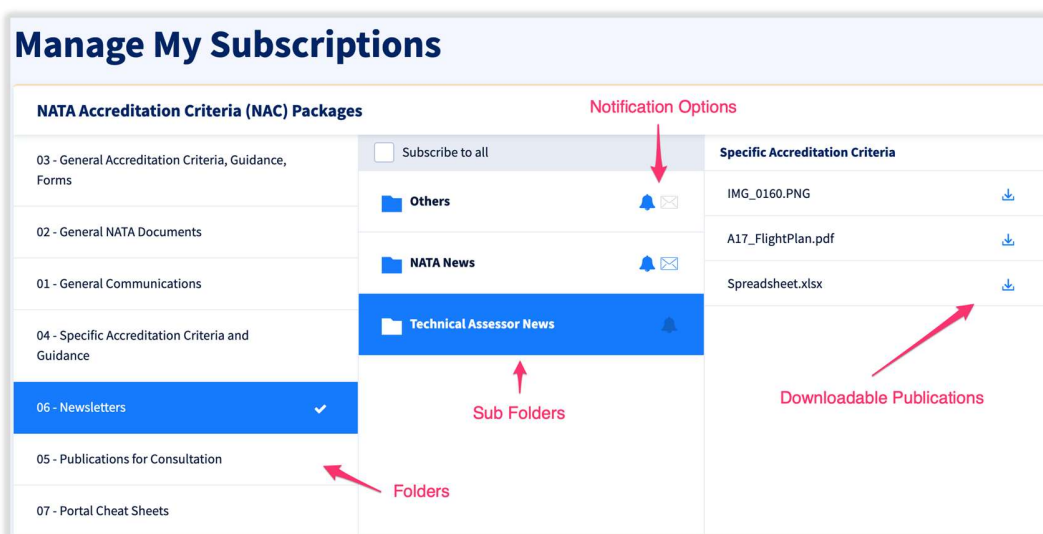 Manage My Subscriptions
NATA Accreditation Criteria (NAC) Packages
Notification Options
03 - General Accreditation Criteria, Guidance,
Forms
02 - General NATA Documents
01 - General Communications
04 - Specific Accreditation Criteria and
Guidance
06 - Newsletters
05 - Publications for Consultation
Folders
07 - Portal Cheat Sheets
Subscribe to all
Others
NATA News
Technical Assessor News
Sub Folders
Specific Accreditation Criteria
IMG_0160.PNG
A17_FlightPlan.pdf
Spreadsheet.xlsx
Downloadable Publications